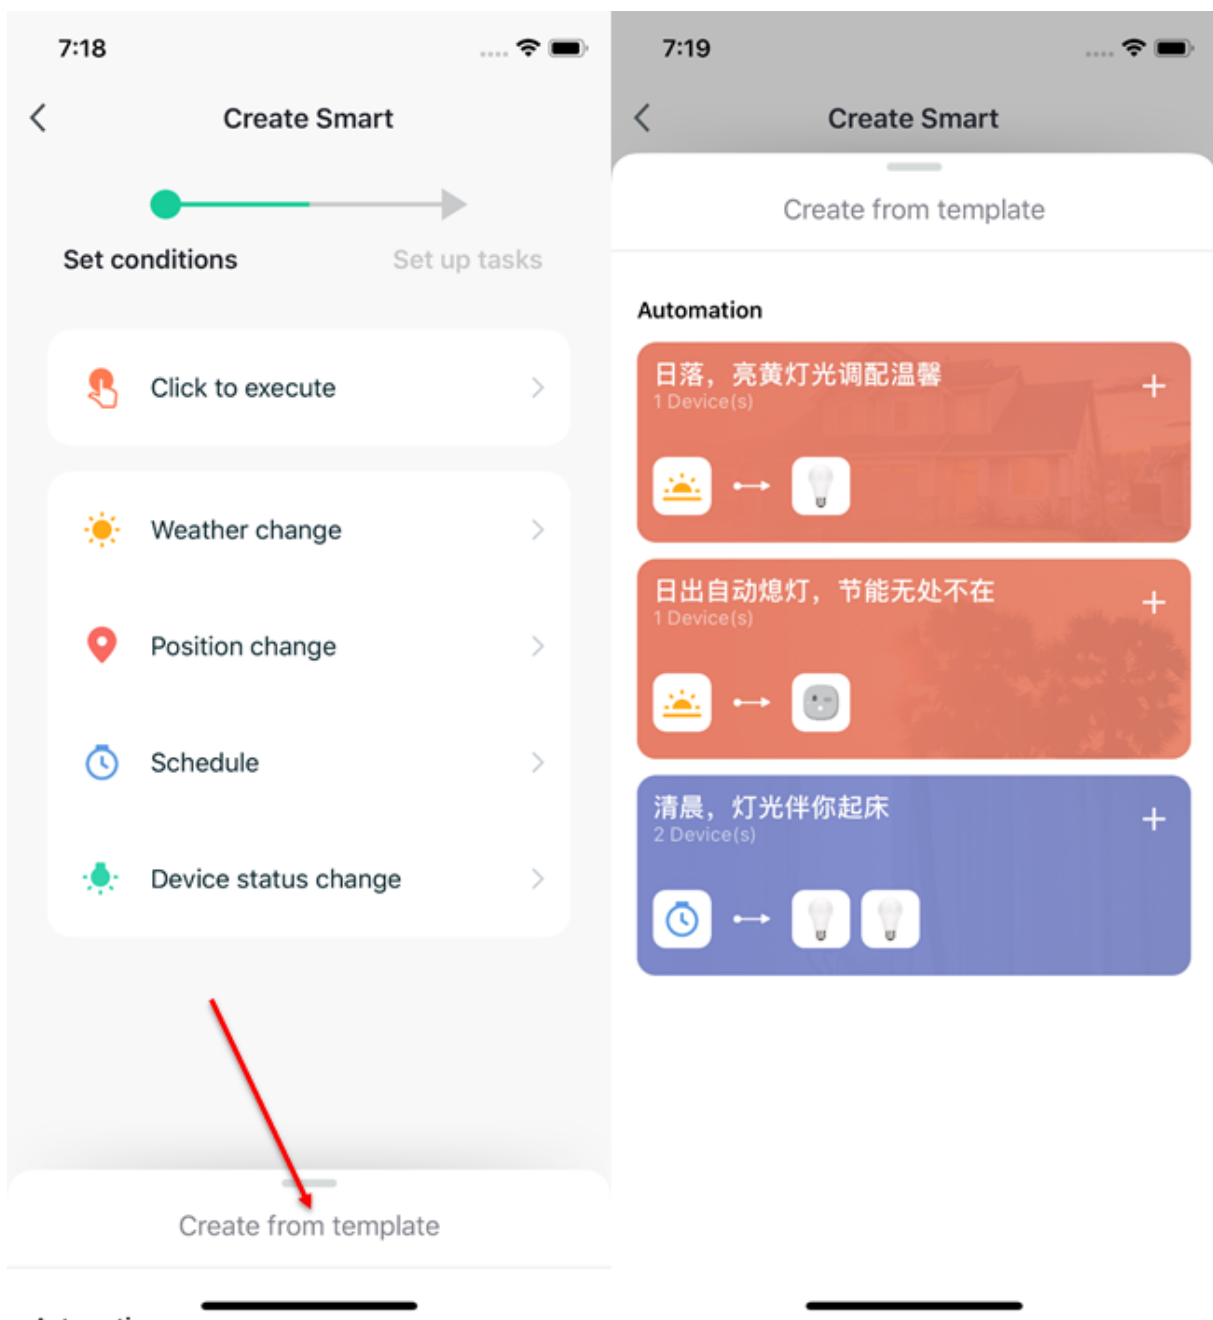 7:18
Create Smart
Set conditions
Set up tasks
Click to execute
Weather change
Position change
Schedule
Device status change
Create from template
7:19
Create Smart
Create from template
Automation
日落，亮黄灯光调配温馨
1 Device(s)
日出自动熄灯，节能无处不在
1 Device(s)
清晨，灯光伴你起床
2 Device(s)